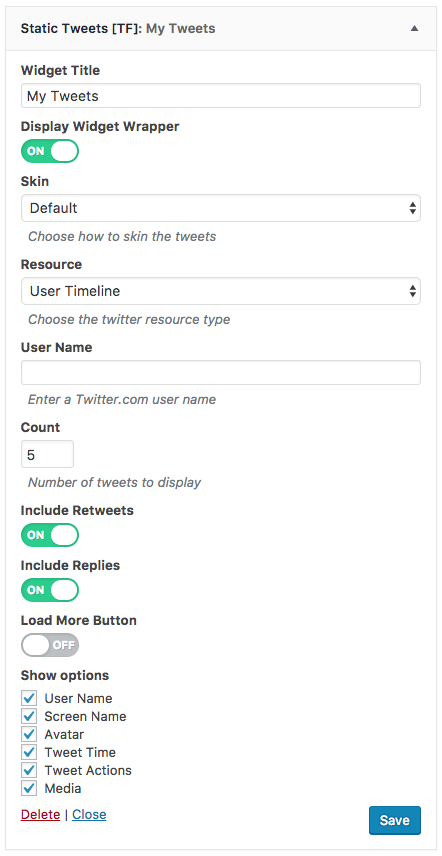 Static Tweets [TF]: My Tweets
Widget Title
My Tweets
Display Widget Wrapper
ON
Skin
Default
Choose how to skin the tweets
Resource
User Timeline
Choose the twitter resource type
User Name
Enter a Twitter.com user name
Count
5
Number of tweets to display
Include Retweets
ON
Include Replies
ON
Load More Button
OFF
Show options
User Name
Screen Name
Avatar
Tweet Time
Tweet Actions
Media
Delete | Close
Save